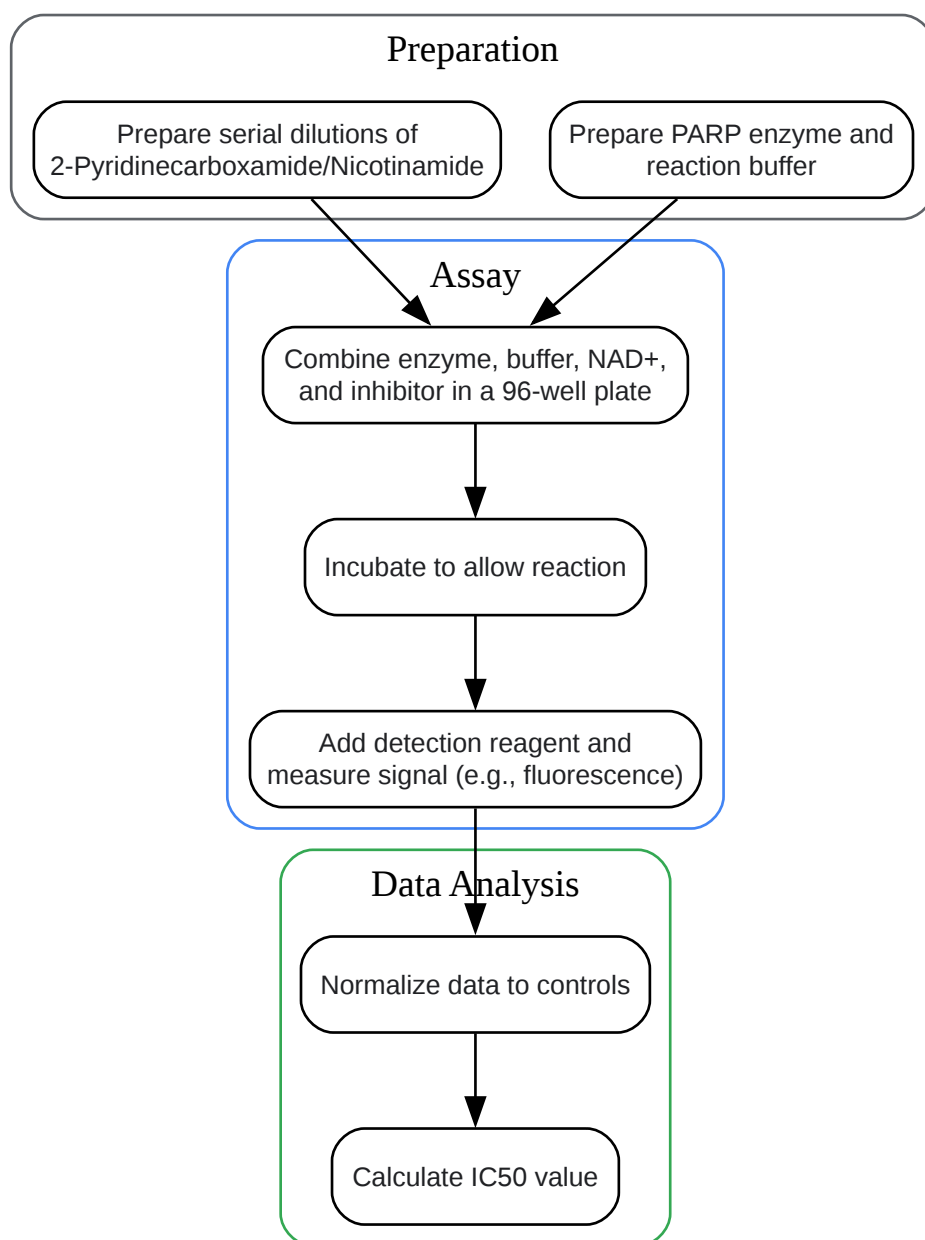 Preparation
Prepare serial dilutions of
2-Pyridinecarboxamide/Nicotinamide
Prepare PARP enzyme and
reaction buffer
Assay
Combine enzyme, buffer, NAD+,
and inhibitor in a 96-well plate
Incubate to allow reaction
Add detection reagent and
measure signal (e.g., fluorescence)
Data Analysis
Normalize data to controls
Calculate IC50 value